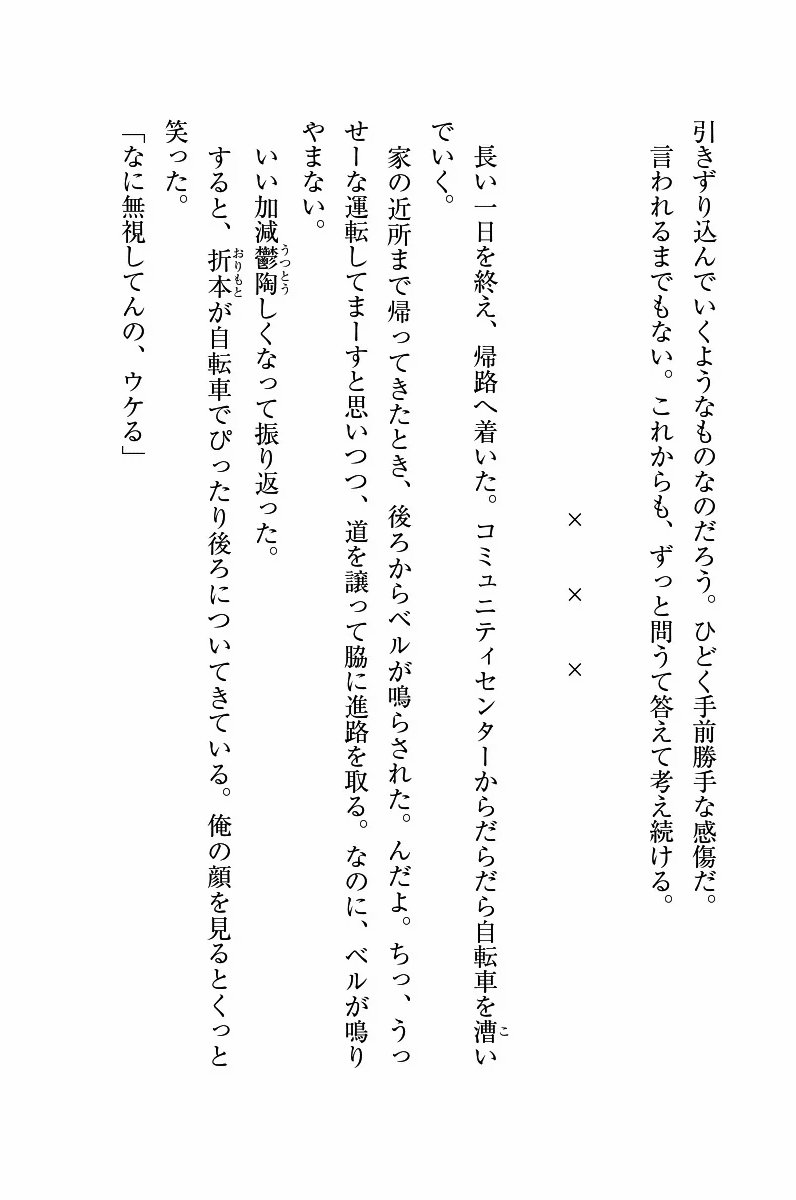 引きずり込んでいくようなものなのだろう。ひどく手前勝手な感傷だ。
言われるまでもない。これからも、ずっと問うて答えて考え続ける。
× × ×
長い一日を終え、帰路へ着いた。コミュニティセンターからだらだら自転車を漕い
でいく。
家の近所まで帰ってきたとき、後ろからベルが鳴らされた。んだよ。ちっ、うっ
せーな運転してまーすと思いつつ、道を譲って脇に進路を取る。なのに、ベルが鳴り
やまない。
いい加減鬱陶しくなって振り返った。
すると、折本が自転車でぴったり後ろについてきている。俺の顔を見るとくっと
笑った。
「なに無視してんの、ウケる」